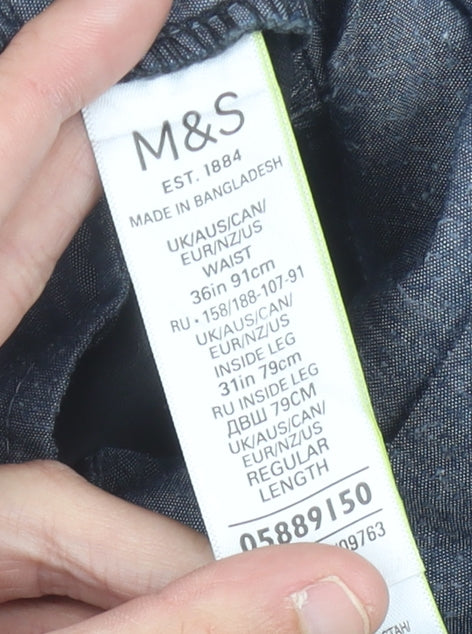 M&S
EST. 1884
MADE IN BANGLADESH
UK/AUS/CAN/
EUR/NZ/US
WAIST
36in 91cm
RU • 158/188-107-91
UK/AUS/CAN/
EUR/NZ/US
INSIDE LEG
31in 79cm
RU INSIDE LEG
ДВШ 79СМ
UK/AUS/CAN/
EUR/NZ/US
REGULAR
LENGTH
05889150
/09763